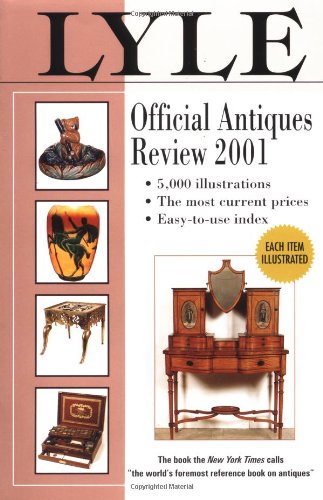 LYLE
Official Antiques
Review 2001
• 5,000 illustrations
• The most current prices
• Easy-to-use index
EACH ITEM
ILLUSTRATED
The book the New York Times calls
"the world's foremost reference book on antiques"
Copyrighted Material
Copyrighted Material